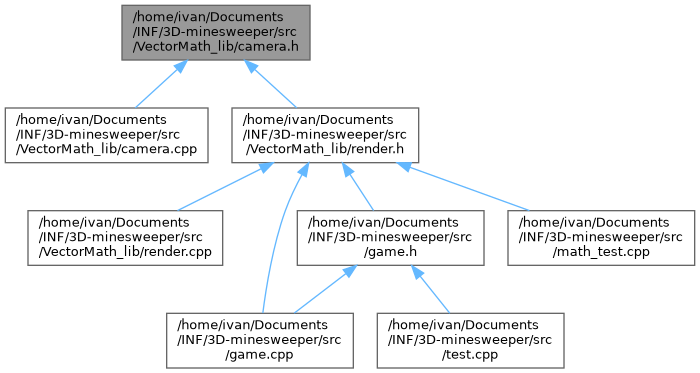 /home/ivan/Documents
/INF/3D-minesweeper/src
/VectorMath_lib/camera.h
/home/ivan/Documents
/INF/3D-minesweeper/src
/VectorMath_lib/camera.cpp
/home/ivan/Documents
/INF/3D-minesweeper/src
/VectorMath_lib/render.h
/home/ivan/Documents
/INF/3D-minesweeper/src
/VectorMath_lib/render.cpp
/home/ivan/Documents
/INF/3D-minesweeper/src
/game.h
/home/ivan/Documents
/INF/3D-minesweeper/src
/math_test.cpp
/home/ivan/Documents
/INF/3D-minesweeper/src
/game.cpp
/home/ivan/Documents
/INF/3D-minesweeper/src
/test.cpp